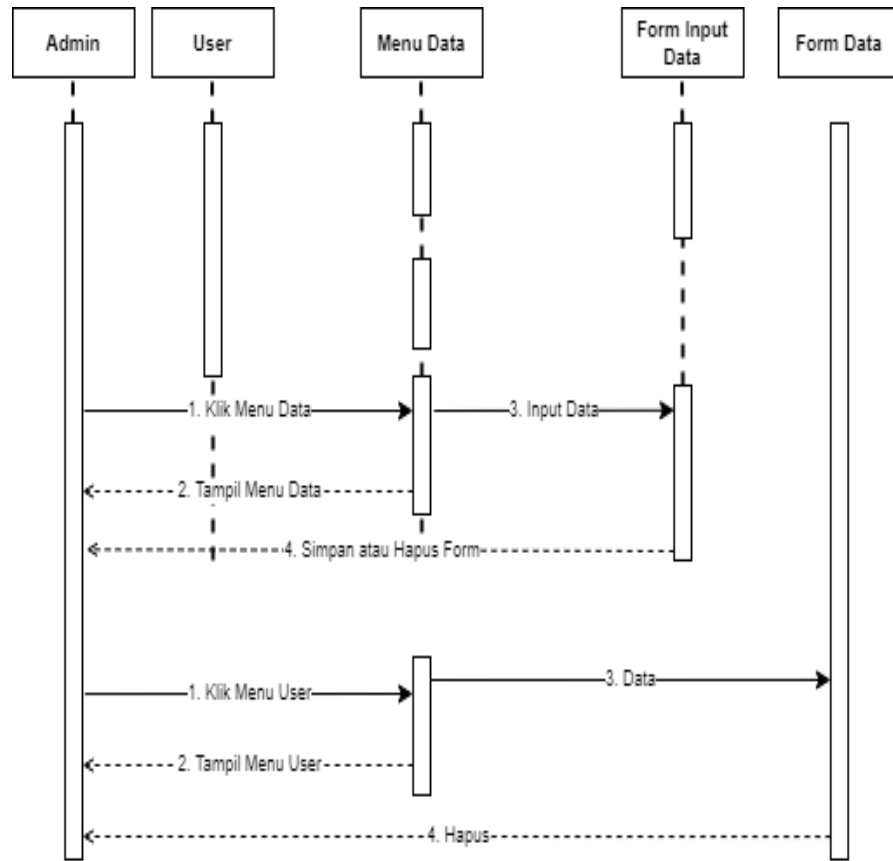 Admin
User
Menu Data
Form Input
Data
Form Data
1. Klik Menu Data
3. Input Data
2. Tampil Menu Data
4. Simpan atau Hapus Form
3. Data
1. Klik Menu User
2. Tampil Menu User
4. Hapus